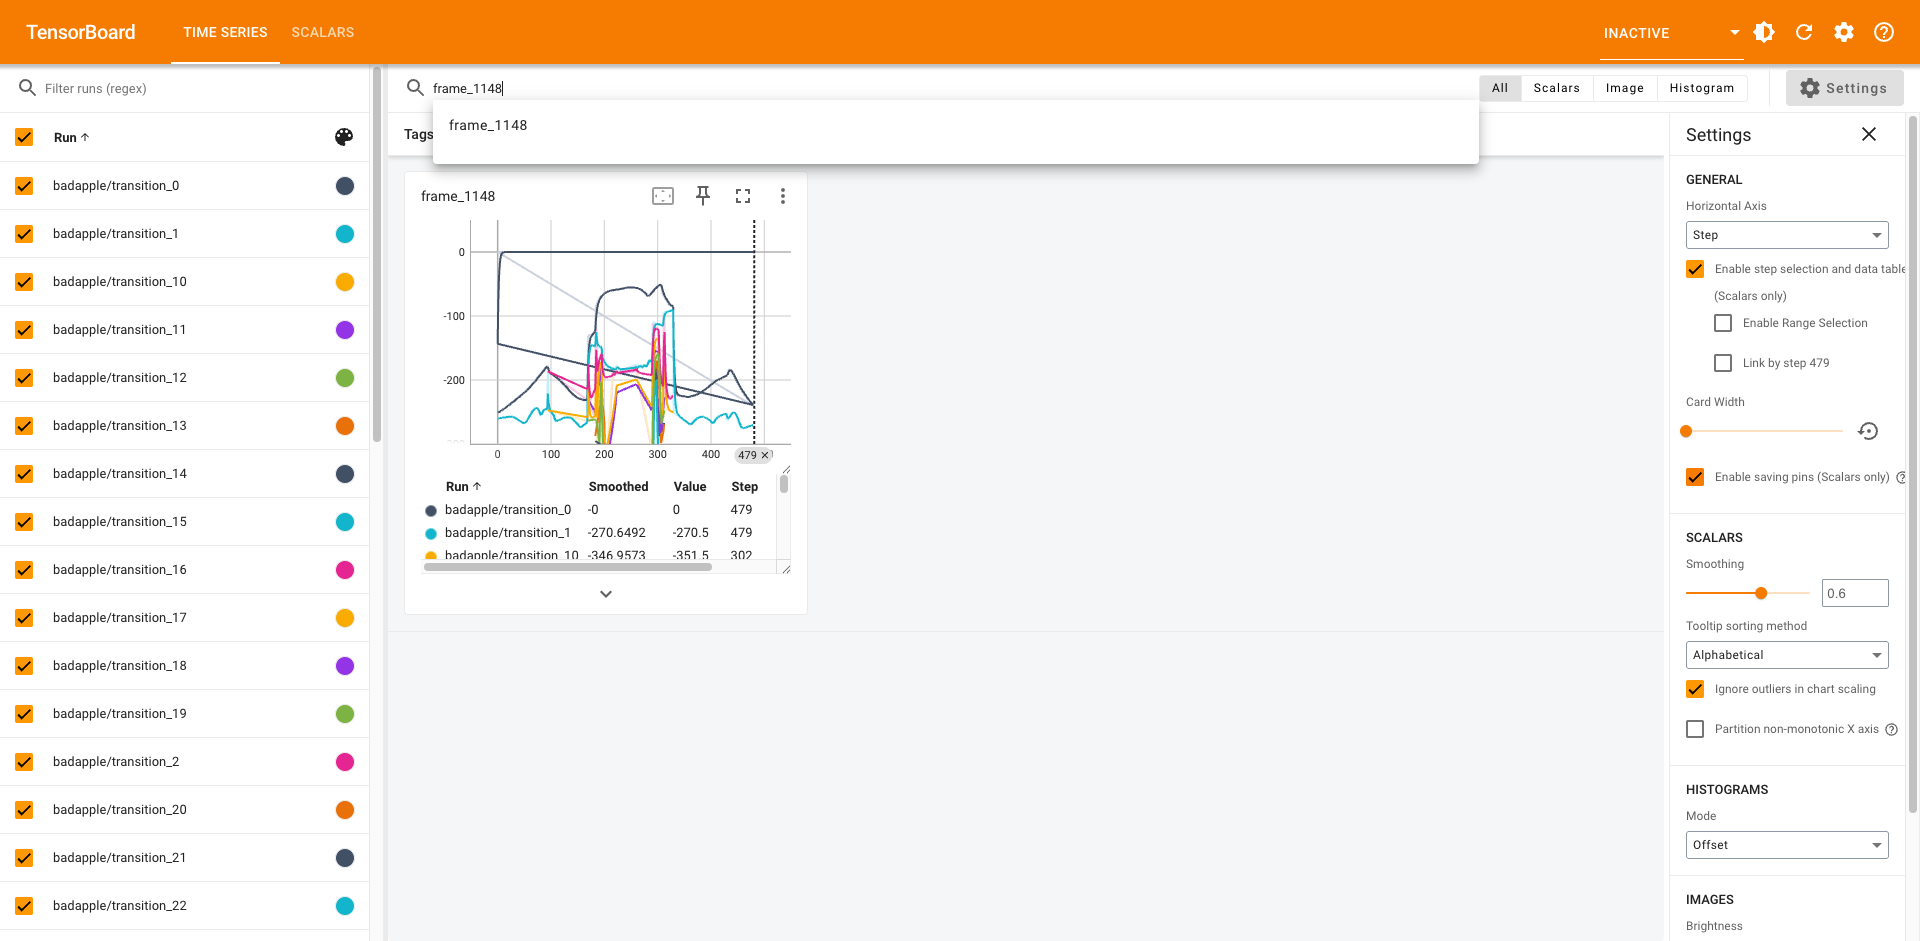 TensorBoard
TIME SERIES
SCALARS
INACTIVE
Filter runs (regex)
frame_1148
All
Scalars
Image
Histogram
Settings
Run
badapple/transition_0
badapple/transition_1
badapple/transition_10
badapple/transition_11
badapple/transition_12
badapple/transition_13
badapple/transition_14
badapple/transition_15
badapple/transition_16
badapple/transition_17
badapple/transition_18
badapple/transition_19
badapple/transition_2
badapple/transition_20
badapple/transition_21
badapple/transition_22
frame_1148
Tags
frame_1148
0
-100
-200
0 100 200 300 400 479
Run Smoothed Value Step
badapple/transition_0 -0 0 479
badapple/transition_1 -270.6492 -270.5 479
badapple/transition_10 -346.9573 -351.5 302
Settings
GENERAL
Horizontal Axis
Step
Enable step selection and data table
(Scalars only)
Enable Range Selection
Link by step 479
Card Width
Enable saving pins (Scalars only)
SCALARS
Smoothing
0.6
Tooltip sorting method
Alphabetical
Ignore outliers in chart scaling
Partition non-monotonic X axis
HISTOGRAMS
Mode
Offset
IMAGES
Brightness